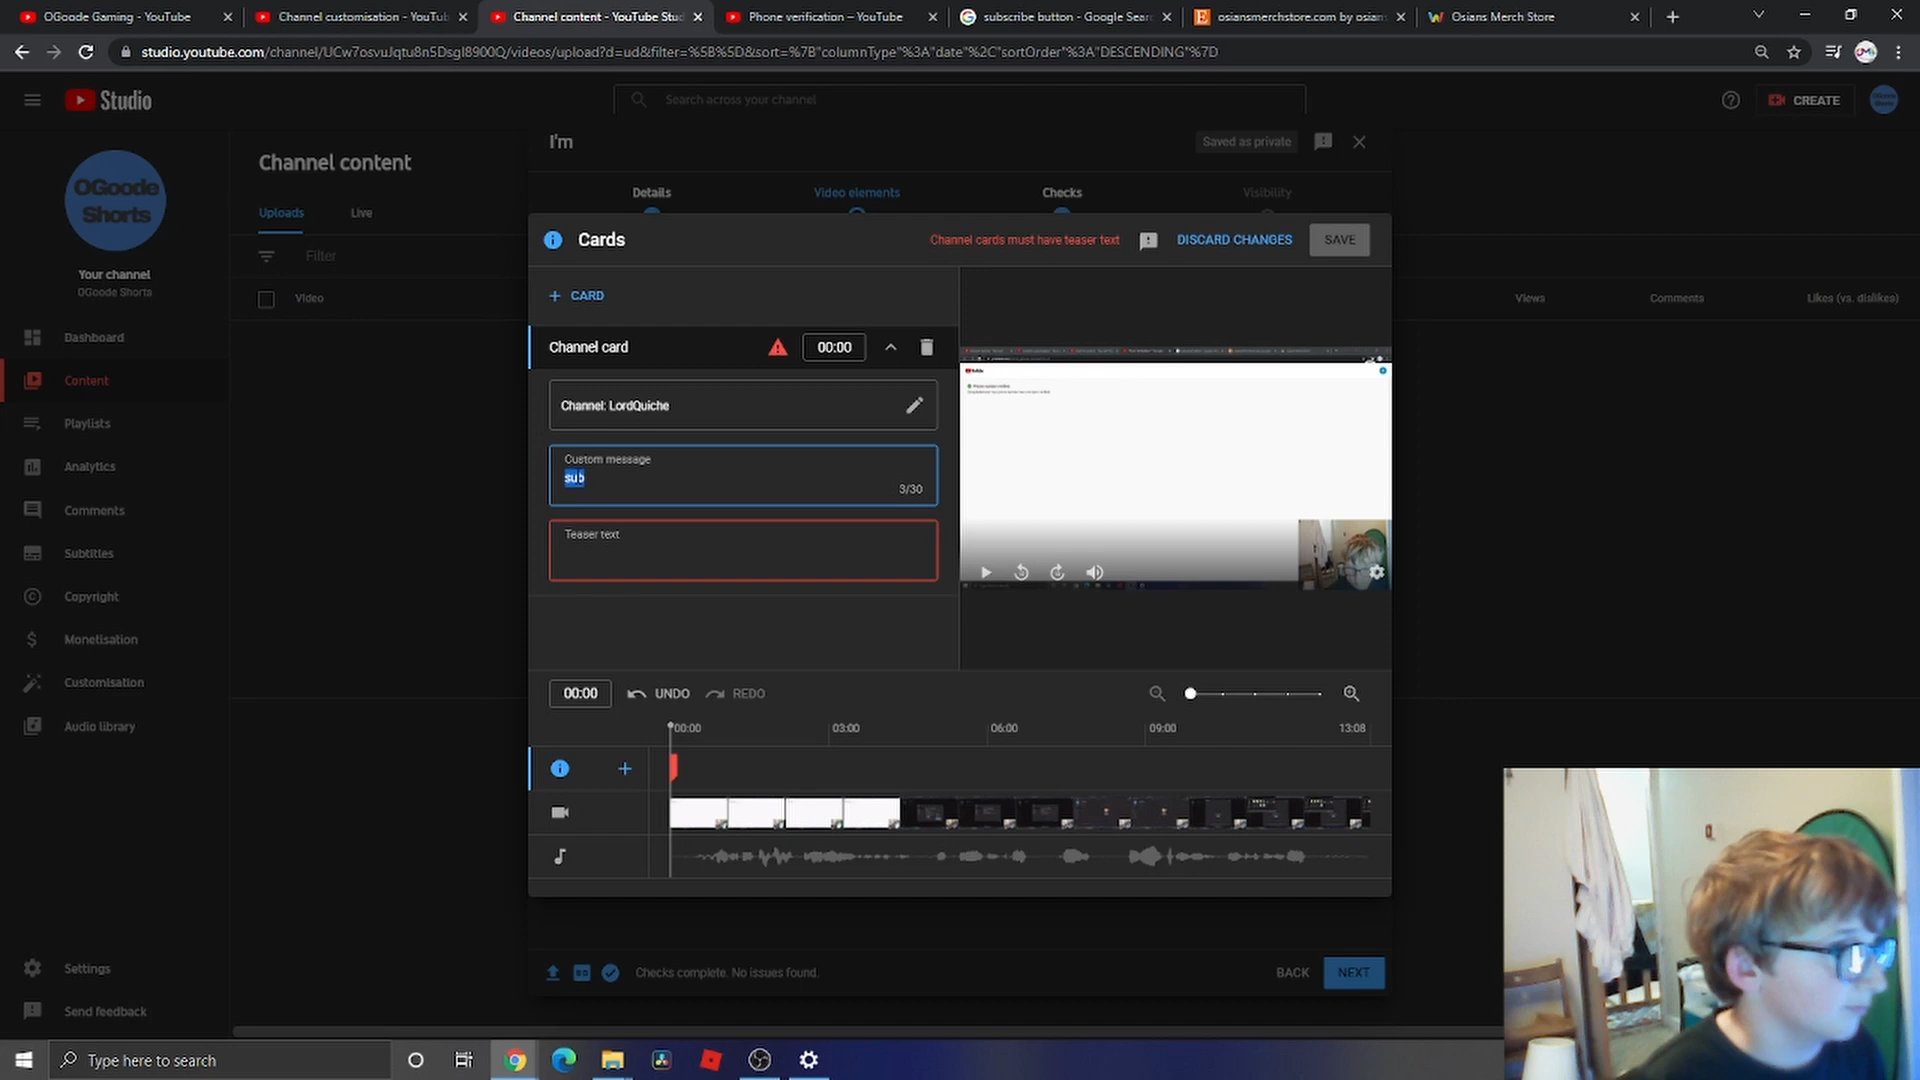 OGoode Gaming - YouTube
Channel customisation - YouTub
Channel content - YouTube Stud
Phone verification – YouTube
subscribe button - Google Searc
osiansmerchstore.com by osian
Osians Merch Store
studio.youtube.com/channel/UCw7osvuJqtu8n5Dsgl8900Q/videos/upload?d=ud&filter=%5B%5D&sort=%7B"columnType"%3A"date"%2C"sortOrder"%3A"DESCENDING"%7D
Studio
Search across your channel
CREATE
OGoode
Shorts
Your channel
OGoode Shorts
Dashboard
Content
Playlists
Analytics
Comments
Subtitles
Copyright
Monetisation
Customisation
Audio library
Settings
Send feedback
Channel content
Uploads
Live
Filter
Video
Views
Comments
Likes (vs. dislikes)
I'm
Saved as private
Details
Video elements
Checks
Visibility
Cards
Channel cards must have teaser text
DISCARD CHANGES
SAVE
+ CARD
Channel card
00:00
Channel: LordQuiche
Custom message
sub
3/30
Teaser text
00:00
UNDO
REDO
00:00
03:00
06:00
09:00
13:08
Checks complete. No issues found.
BACK
NEXT
Type here to search